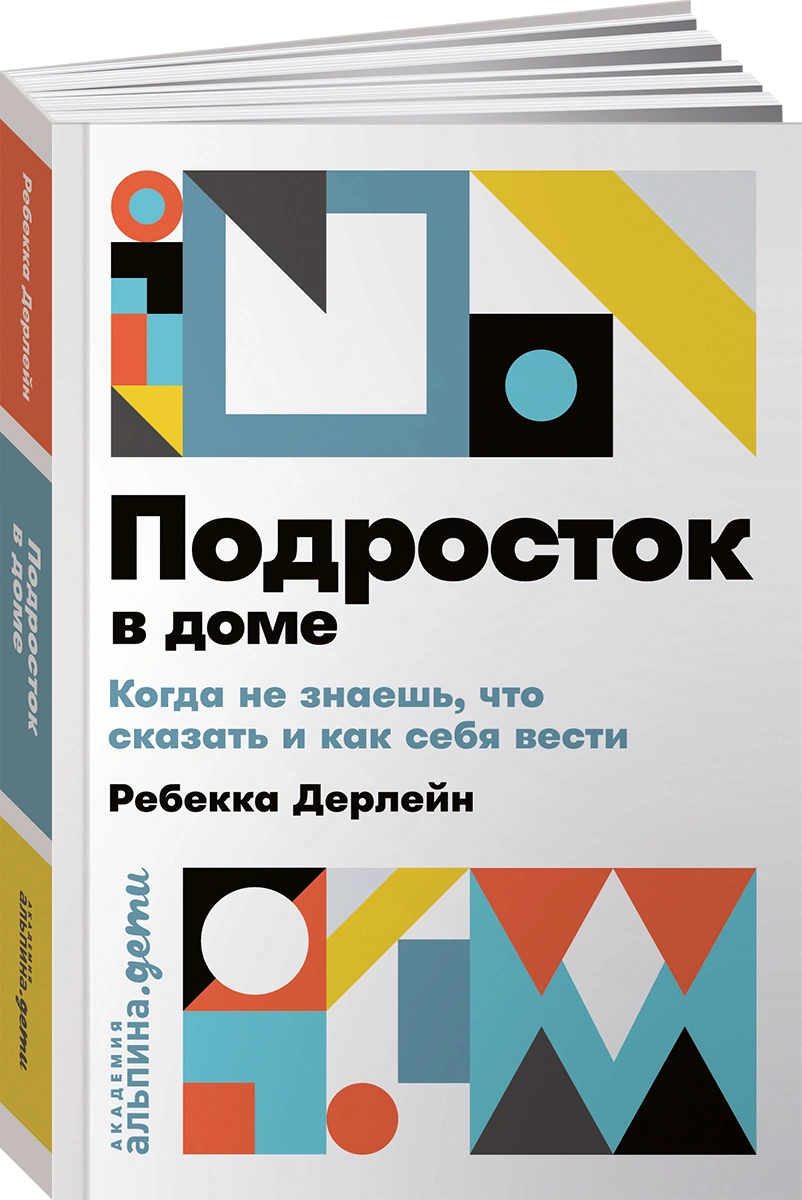 Ребекка Дерлейн
Подросток
в доме
АКАДЕМИЯ
альпина.дети
Подросток
в доме
Когда не знаешь, что
сказать и как себя вести
Ребекка Дерлейн
АКАДЕМИЯ
альпина.дети